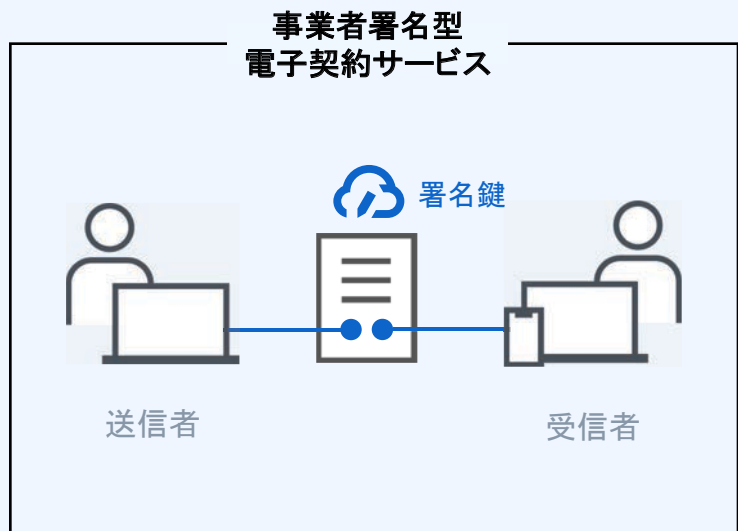 事業者署名型
電子契約サービス
署名鍵
送信者
受信者